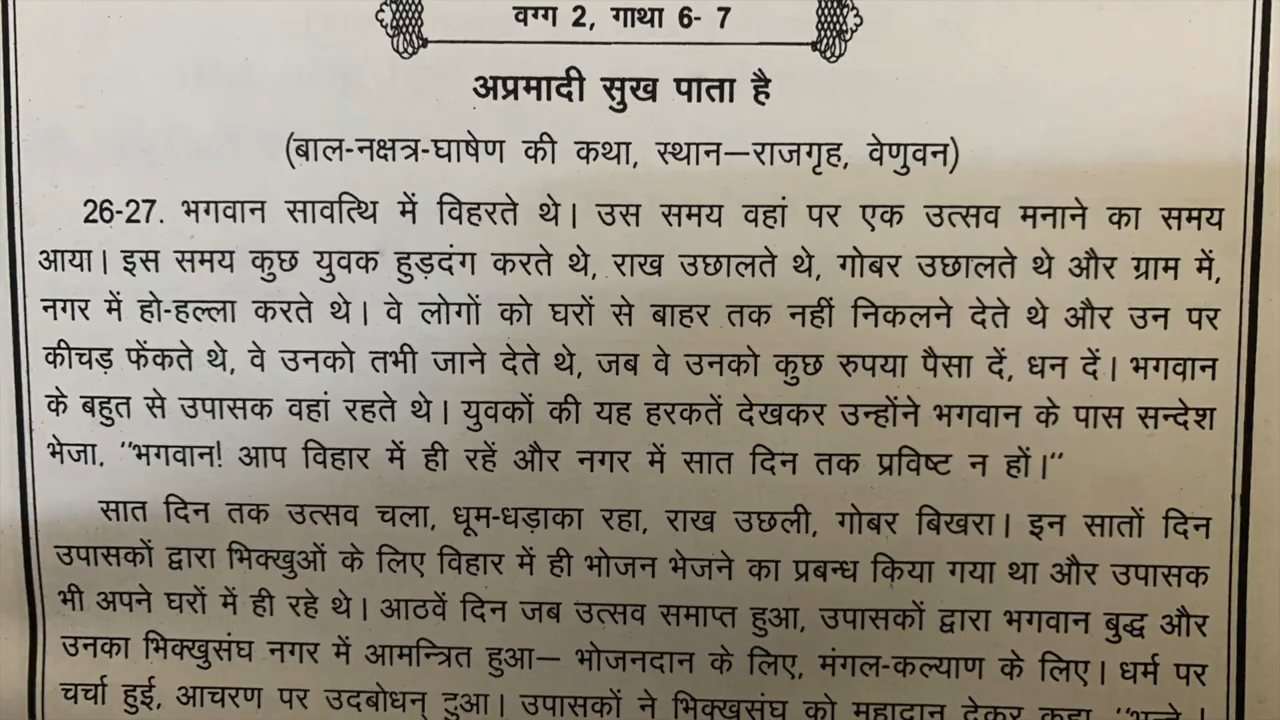 वग्ग 2, गाथा 6- 7
अप्रमादी सुख पाता है
(बाल-नक्षत्र-घाषेण की कथा, स्थान—राजगृह, वेणुवन)
26-27. भगवान सावत्थि में विहरते थे। उस समय वहां पर एक उत्सव मनाने का समय
आया। इस समय कुछ युवक हुड़दंग करते थे, राख उछालते थे, गोबर उछालते थे और ग्राम में,
नगर में हो-हल्ला करते थे। वे लोगों को घरों से बाहर तक नहीं निकलने देते थे और उन पर
कीचड़ फेंकते थे, वे उनको तभी जाने देते थे, जब वे उनको कुछ रुपया पैसा दें, धन दें। भगवान
के बहुत से उपासक वहां रहते थे। युवकों की यह हरकतें देखकर उन्होंने भगवान के पास सन्देश
भेजा, "भगवान! आप विहार में ही रहें और नगर में सात दिन तक प्रविष्ट न हों।"
सात दिन तक उत्सव चला, धूम-धड़ाका रहा, राख उछली, गोबर बिखरा। इन सातों दिन
उपासकों द्वारा भिक्खुओं के लिए विहार में ही भोजन भेजने का प्रबन्ध किया गया था और उपासक
भी अपने घरों में ही रहे थे। आठवें दिन जब उत्सव समाप्त हुआ, उपासकों द्वारा भगवान बुद्ध और
उनका भिक्खुसंघ नगर में आमन्त्रित हुआ— भोजनदान के लिए, मंगल-कल्याण के लिए। धर्म पर
चर्चा हुई, आचरण पर उदबोधन् हुआ। उपासकों ने भिक्खुसंघ को महादान देकर कहा, "भन्ते !